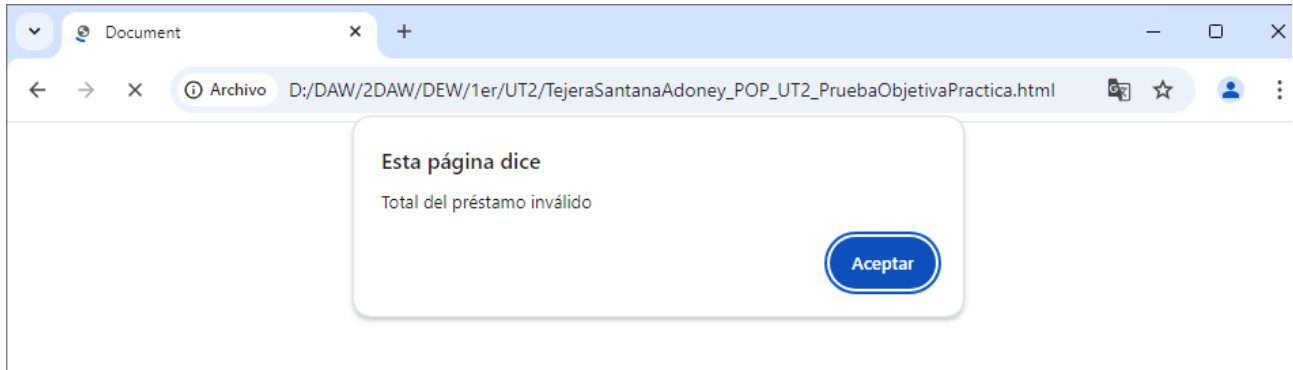 Document
Archivo D:/DAW/2DAW/DEW/1er/UT2/TejeraSantanaAdoney_POP_UT2_PruebaObjetivaPractica.html
Esta página dice
Total del préstamo inválido
Aceptar